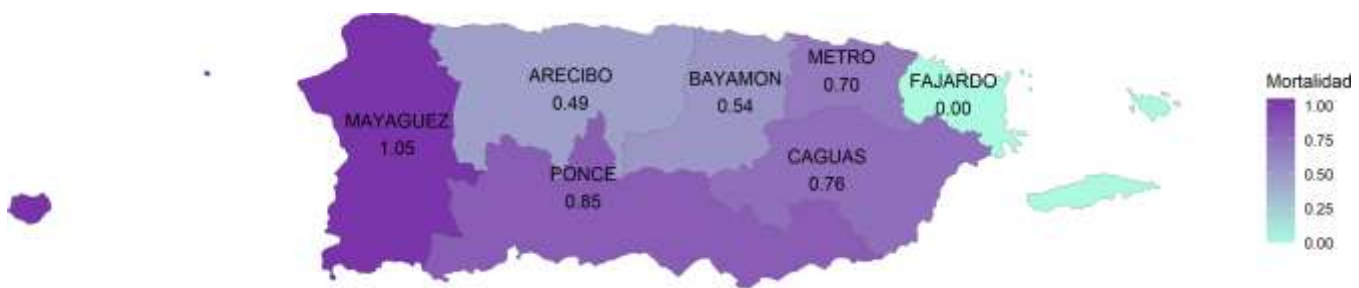 METRO
0.70
ARECIBO
0.49
BAYAMON
0.54
FAJARDO
0.00
MAYAGUEZ
1.05
CAGUAS
0.76
PONCE
0.85
Mortalidad
1.00
0.75
0.50
0.25
0.00